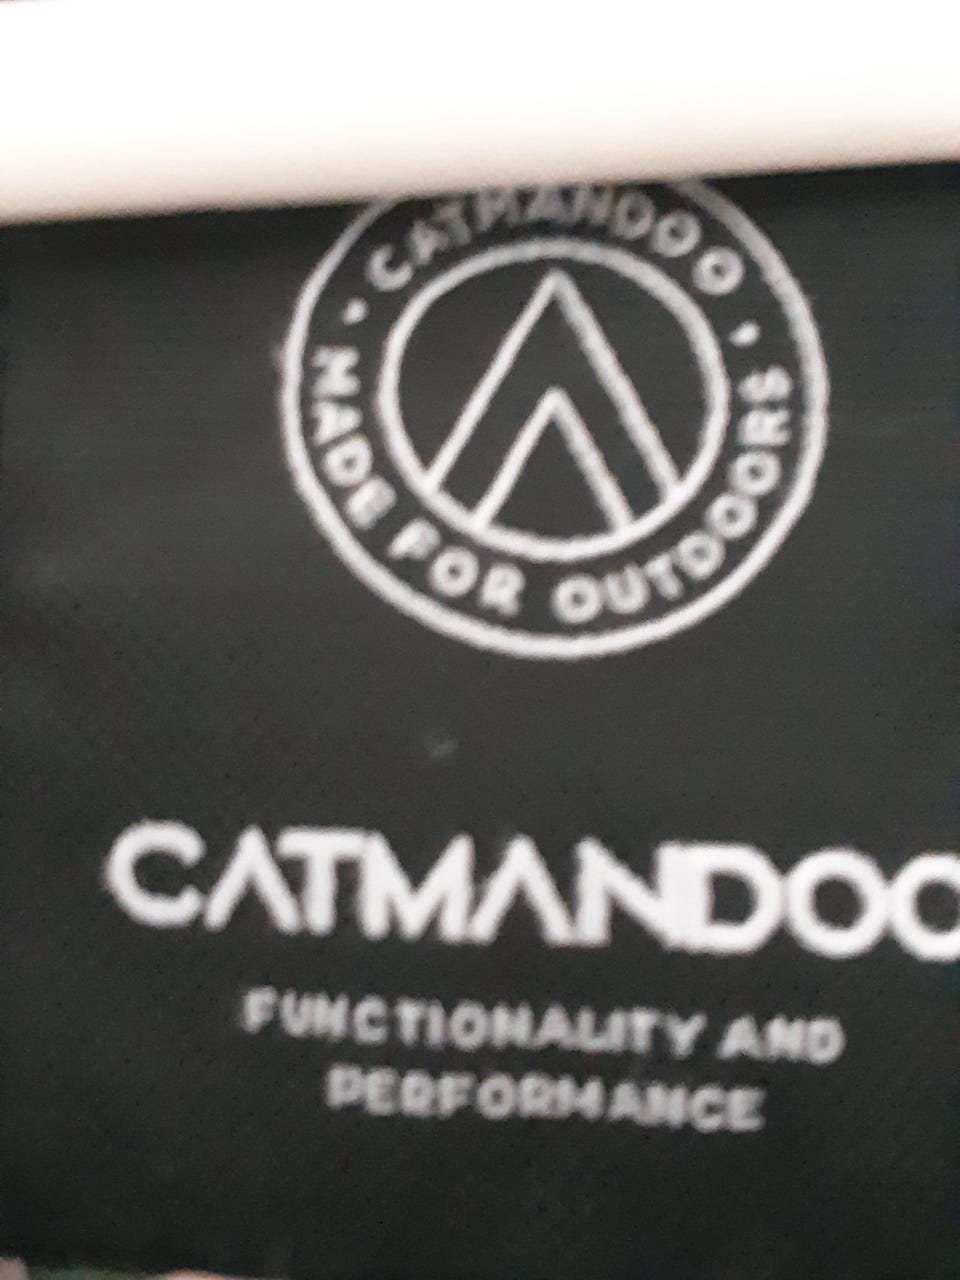 • CATMANDOO •
MADE FOR OUTDOORS
CATMANDOO
FUNCTIONALITY AND
PERFORMANCE